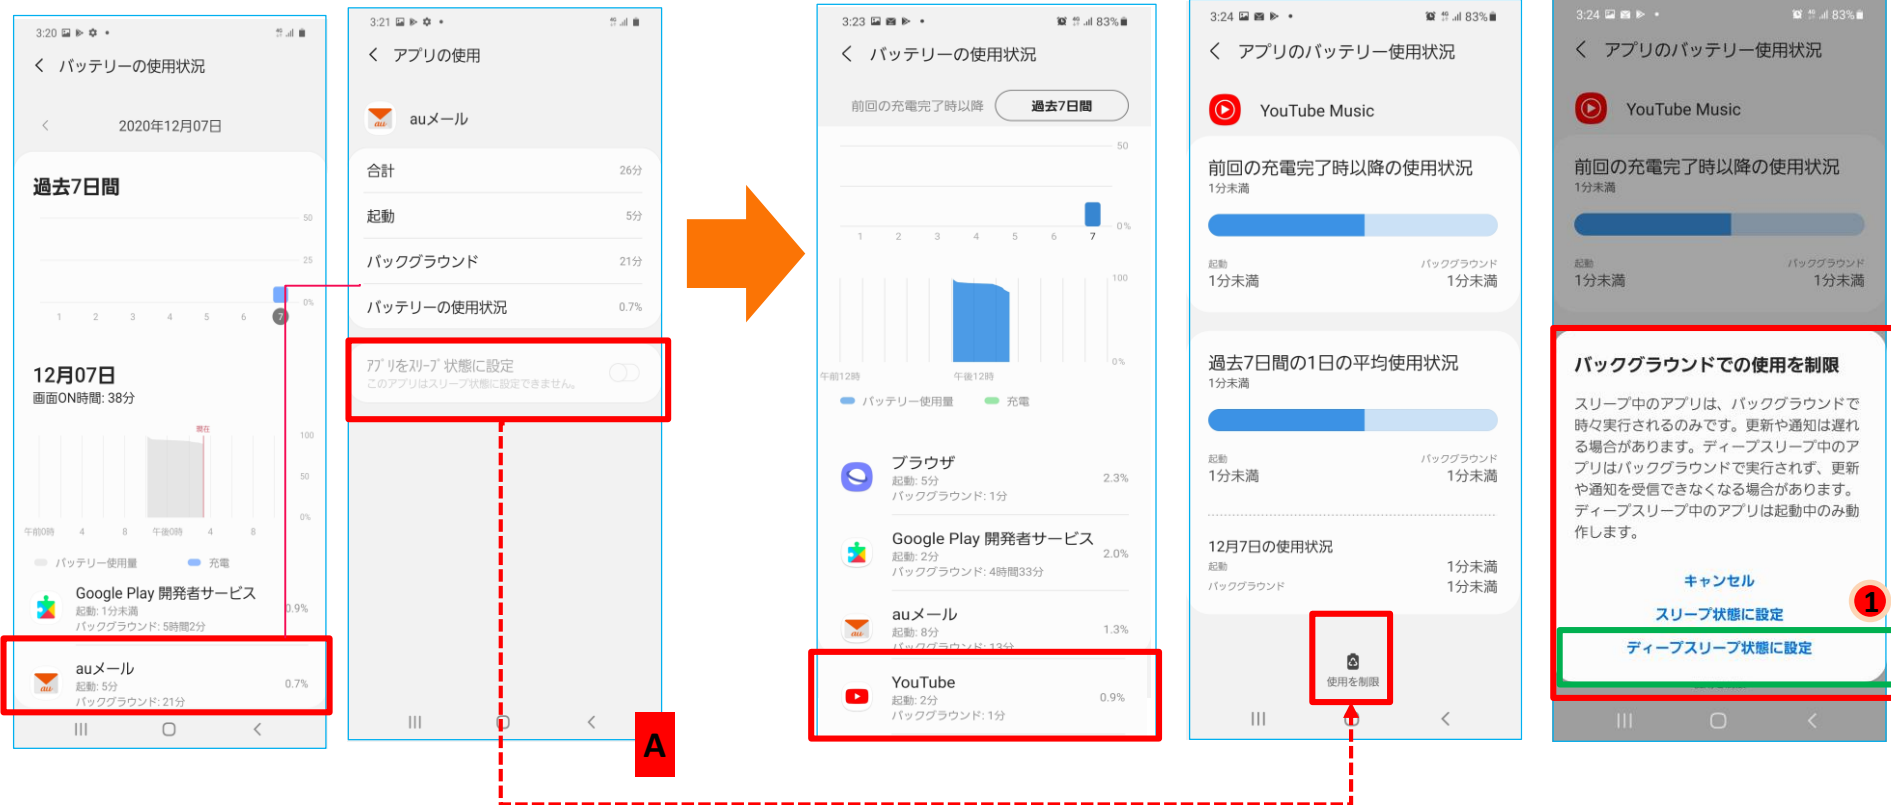 3:20
バッテリーの使用状況
2020年12月07日
過去7日間
50
25
0%
1 2 3 4 5 6 7
12月07日
画面ON時間: 38分
現在
100
50
0%
午前0時 4 8 午後0時 4 8
バッテリー使用量 充電
Google Play 開発者サービス
起動: 1分未満
0.9%
バックグラウンド: 5時間2分
auメール
起動: 5分
0.7%
バックグラウンド: 21分
3:21
アプリの使用
au
auメール
合計 26分
起動 5分
バックグラウンド 21分
バッテリーの使用状況 0.7%
アプリをスリープ状態に設定
このアプリはスリープ状態に設定できません。
A
3:23 83%
バッテリーの使用状況
前回の充電完了時以降 過去7日間
50
0%
1 2 3 4 5 6 7
100
0%
午前12時 午後12時
バッテリー使用量 充電
ブラウザ
起動: 5分
2.3%
バックグラウンド: 1分
Google Play 開発者サービス
起動: 2分
2.0%
バックグラウンド: 4時間33分
auメール
起動: 8分
1.3%
バックグラウンド: 13分
YouTube
起動: 2分
0.9%
バックグラウンド: 1分
3:24 83%
アプリのバッテリー使用状況
YouTube Music
前回の充電完了時以降の使用状況
1分未満
起動 バックグラウンド
1分未満 1分未満
過去7日間の1日の平均使用状況
1分未満
起動 バックグラウンド
1分未満 1分未満
12月7日の使用状況
起動 1分未満
バックグラウンド 1分未満
使用を制限
3:24 83%
アプリのバッテリー使用状況
YouTube Music
前回の充電完了時以降の使用状況
1分未満
起動 バックグラウンド
1分未満 1分未満
バックグラウンドでの使用を制限
スリープ中のアプリは、バックグラウンドで
時々実行されるのみです。更新や通知は遅れ
る場合があります。ディープスリープ中のア
プリはバックグラウンドで実行されず、更新
や通知を受信できなくなる場合があります。
ディープスリープ中のアプリは起動中のみ動
作します。
キャンセル
スリープ状態に設定
1
ディープスリープ状態に設定